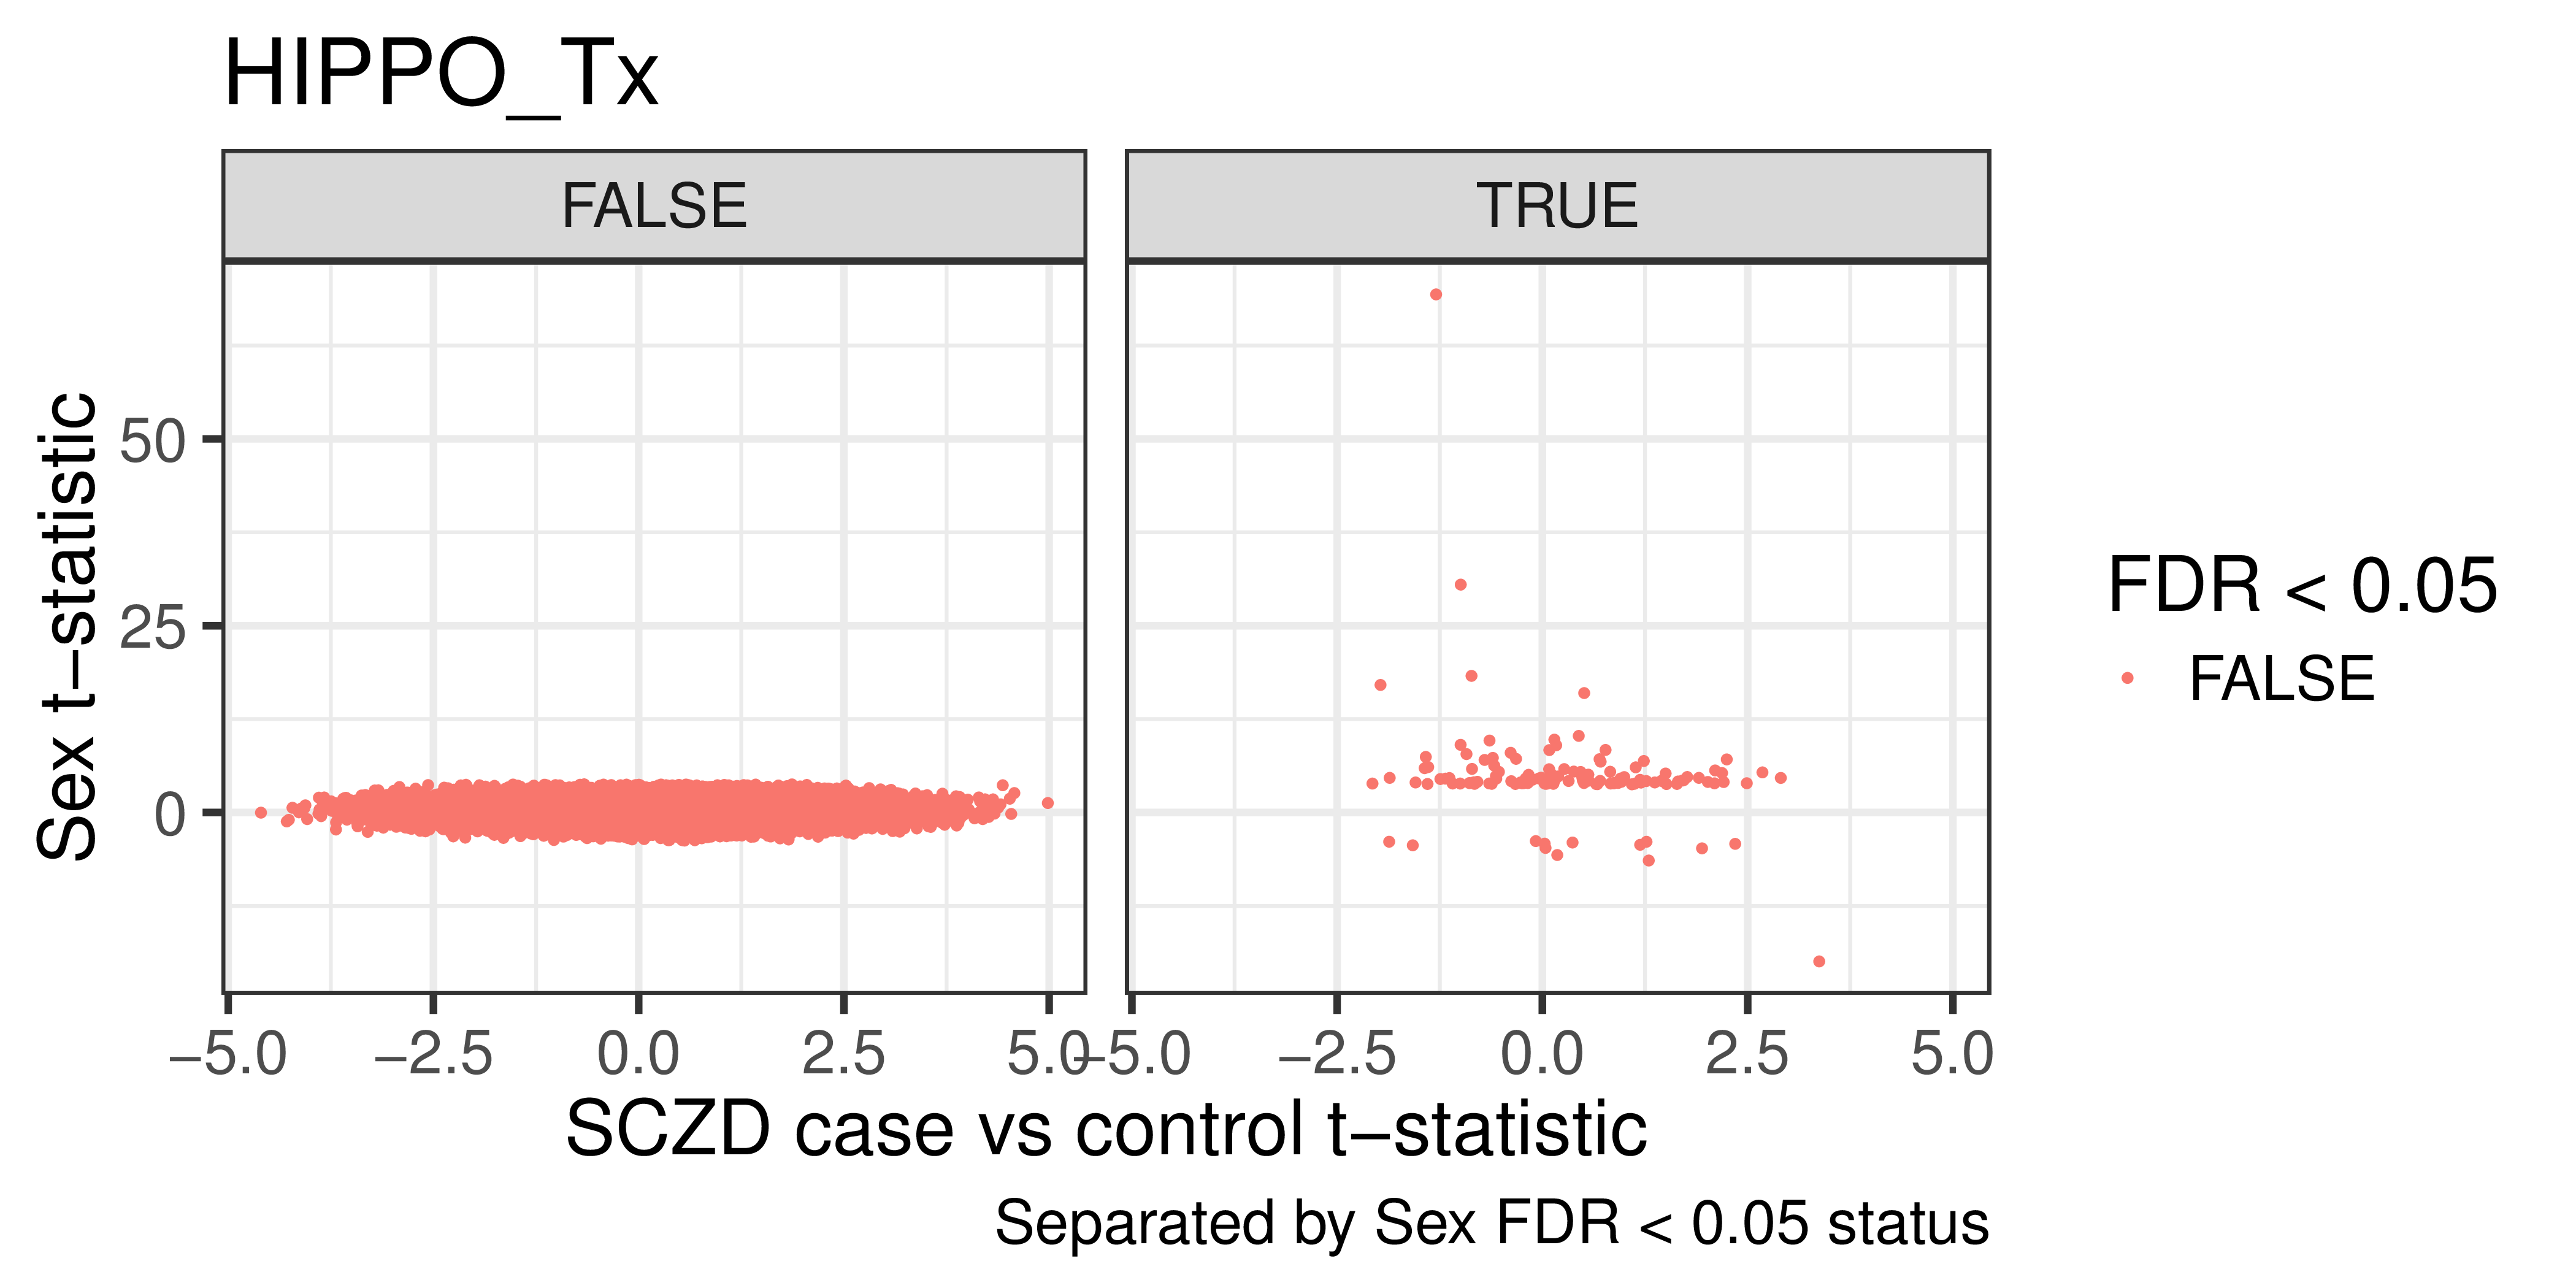 HIPPO_Tx
FALSE
TRUE
Sex t−statistic
50
25
0
−5.0
−2.5
0.0
2.5
5.0
−5.0
−2.5
0.0
2.5
5.0
SCZD case vs control t−statistic
FDR < 0.05
FALSE
Separated by Sex FDR < 0.05 status